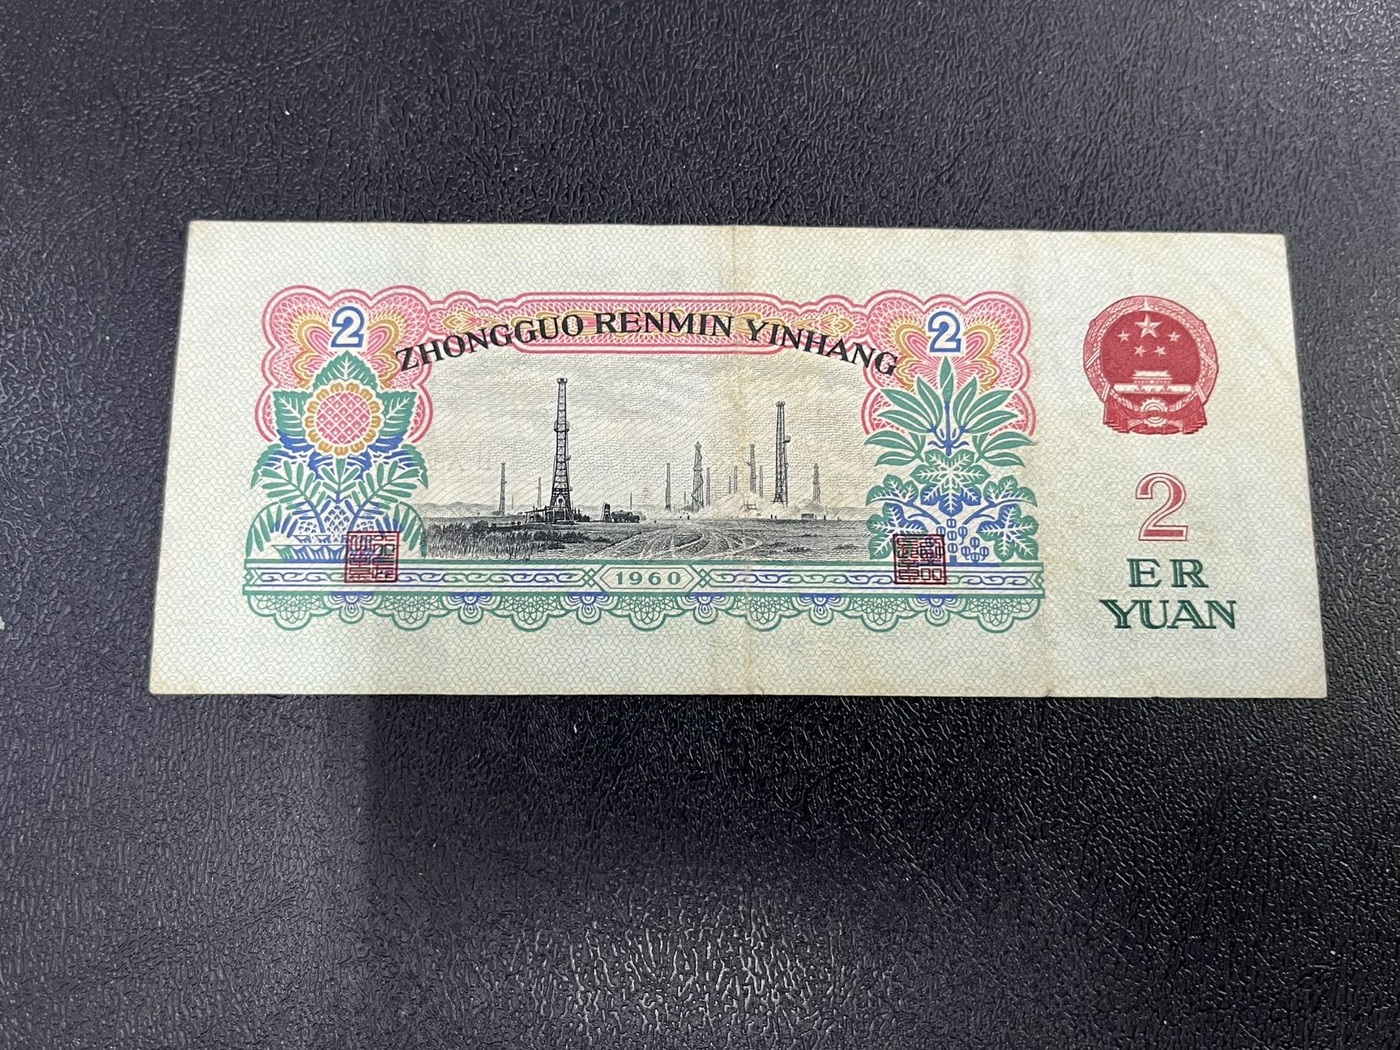 2
2
ZHONGGUO RENMIN YINHANG
1960
2
ER
YUAN